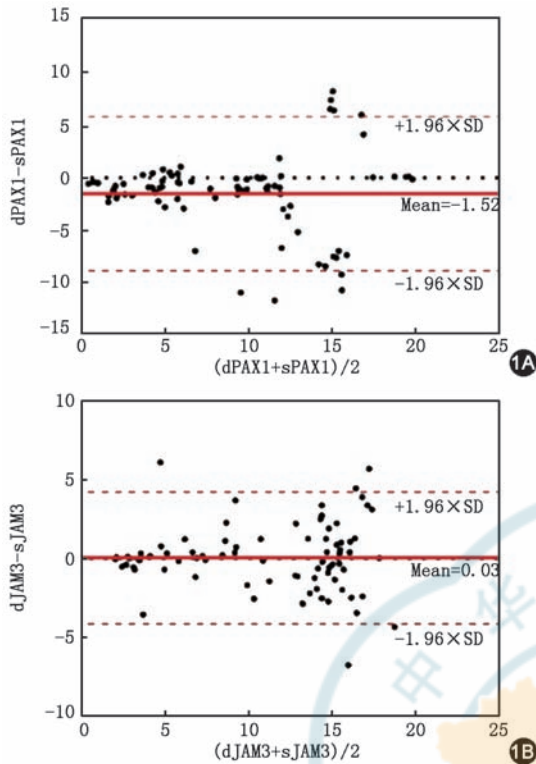 15
10
5
0
-5
-10
-15
dPAX1-sPAX1
+1.96×SD
Mean=-1.52
-1.96×SD
0 5 10 15 20 25
(dPAX1+sPAX1)/2
1A
10
5
0
-5
-10
dJAM3-sJAM3
+1.96×SD
Mean=0.03
-1.96×SD
0 5 10 15 20 25
(dJAM3+sJAM3)/2
1B
中 华